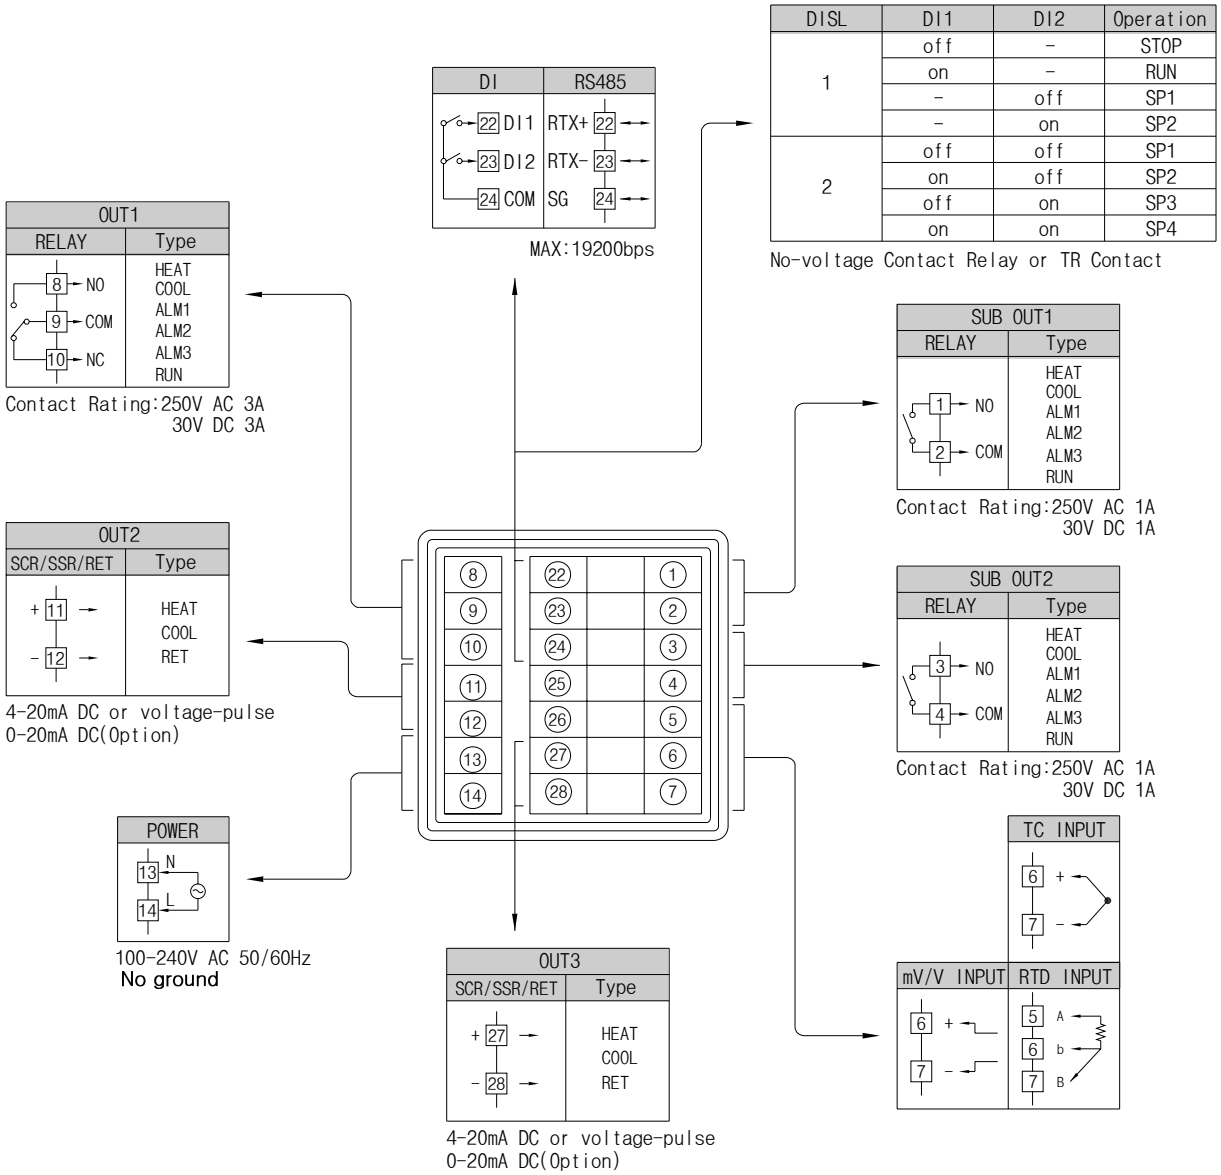 DISL DI1 DI2 Operation
1 off - STOP
on - RUN
- off SP1
- on SP2
2 off off SP1
on off SP2
off on SP3
on on SP4
No-voltage Contact Relay or TR Contact
DI RS485
22 DI1 RTX+ 22
23 DI2 RTX- 23
24 COM SG 24
MAX:19200bps
OUT1
RELAY Type
8 NO
9 COM
10 NC
HEAT
COOL
ALM1
ALM2
ALM3
RUN
Contact Rating:250V AC 3A
30V DC 3A
SUB OUT1
RELAY Type
1 NO
2 COM
HEAT
COOL
ALM1
ALM2
ALM3
RUN
Contact Rating:250V AC 1A
30V DC 1A
OUT2
SCR/SSR/RET Type
+ 11
- 12
HEAT
COOL
RET
4-20mA DC or voltage-pulse
0-20mA DC(Option)
8 22 1
9 23 2
10 24 3
11 25 4
12 26 5
13 27 6
14 28 7
SUB OUT2
RELAY Type
3 NO
4 COM
HEAT
COOL
ALM1
ALM2
ALM3
RUN
Contact Rating:250V AC 1A
30V DC 1A
POWER
13 N
14 L
100-240V AC 50/60Hz
No ground
OUT3
SCR/SSR/RET Type
+ 27
- 28
HEAT
COOL
RET
4-20mA DC or voltage-pulse
0-20mA DC(Option)
TC INPUT
6 +
7 -
mV/V INPUT RTD INPUT
6 +
7 -
5 A
6 b
7 B